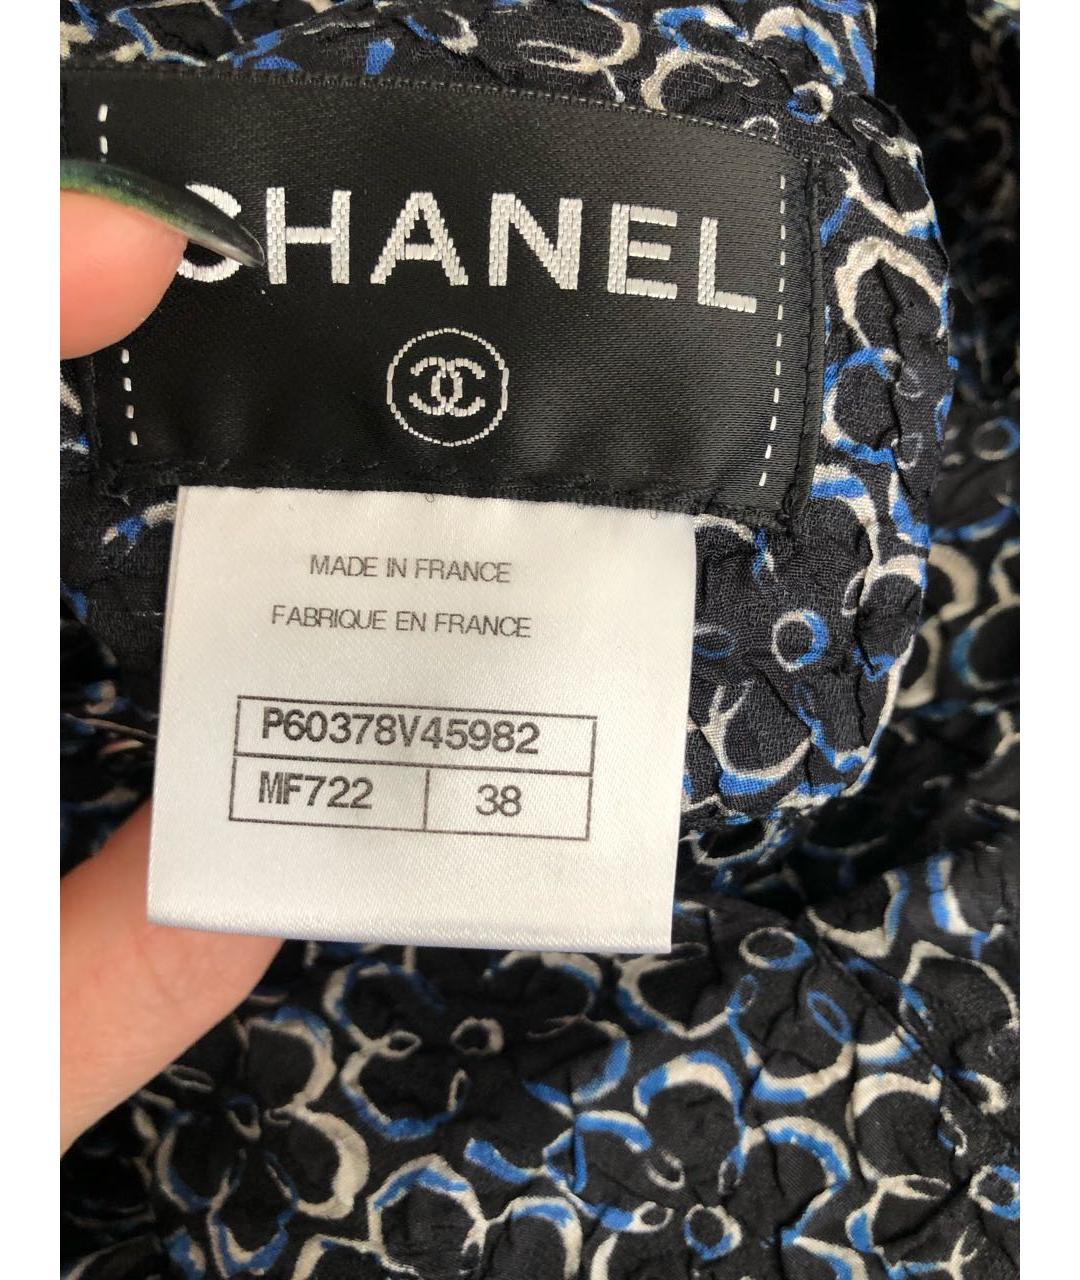 CHANEL
MADE IN FRANCE
FABRIQUE EN FRANCE
P60378V45982
MF722 38